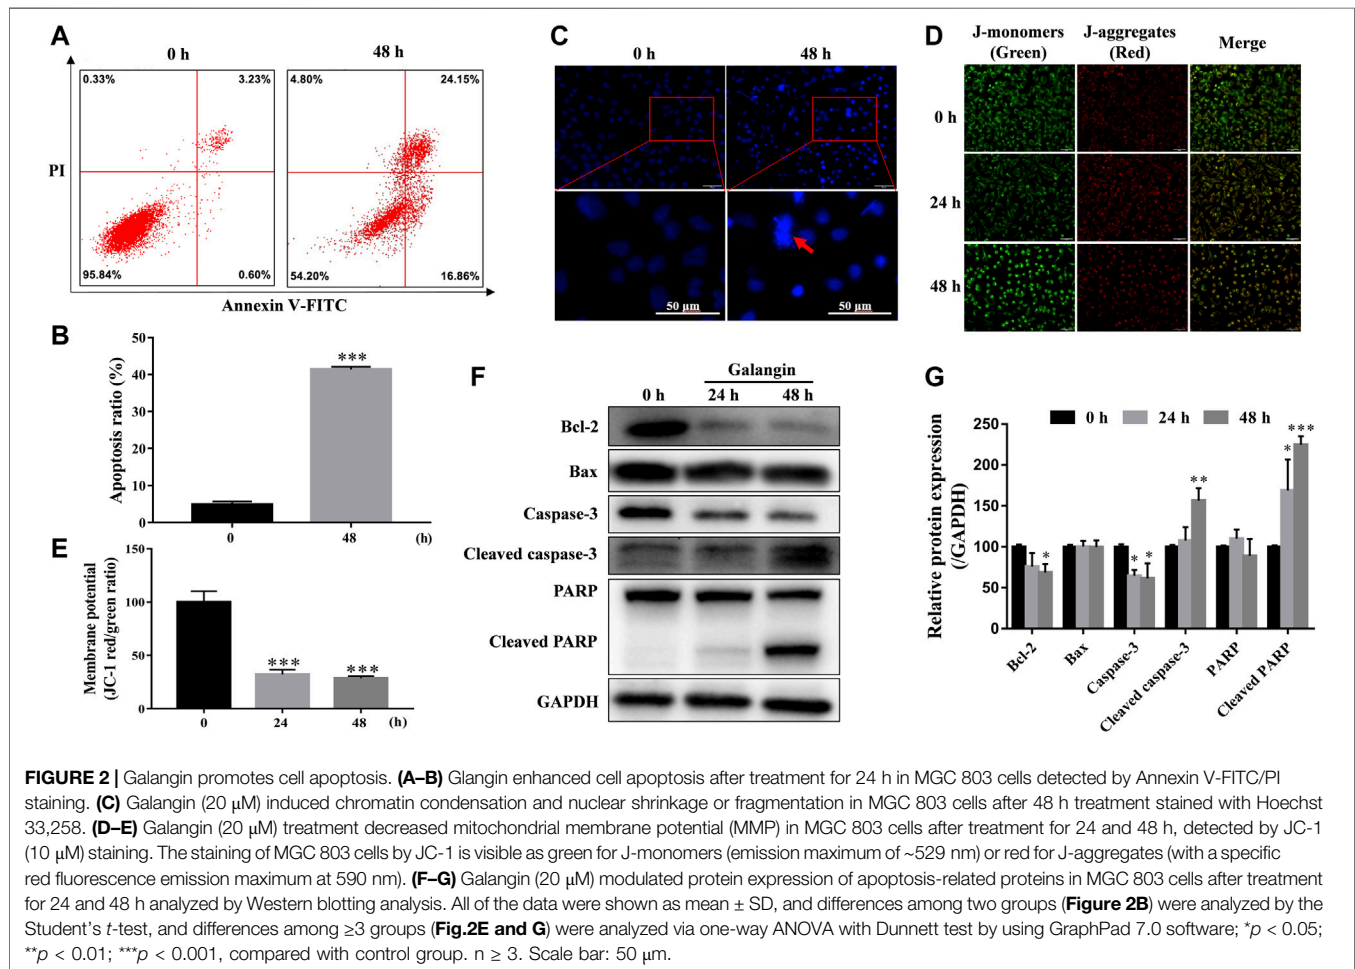 A
0 h
48 h
0.33%
3.23%
4.80%
24.15%
PI
95.84%
0.60%
54.20%
16.86%
Annexin V-FITC
B
Apoptosis ratio (%)
50
40
30
20
10
0
***
0
48
(h)
C
0 h
48 h
50 μm
50 μm
D
J-monomers
(Green)
J-aggregates
(Red)
Merge
0 h
24 h
48 h
E
Membrane potential
(JC-1 red/green ratio)
150
100
50
0
***
***
0
24
48
(h)
F
Galangin
0 h
24 h
48 h
Bcl-2
Bax
Caspase-3
Cleaved caspase-3
PARP
Cleaved PARP
GAPDH
G
Relative protein expression
(/GAPDH)
0 h
24 h
48 h
250
200
150
100
50
0
*
*
*
**
*
***
Bcl-2
Bax
Caspase-3
Cleaved caspase-3
PARP
Cleaved PARP
FIGURE 2 | Galangin promotes cell apoptosis. (A–B) Glangin enhanced cell apoptosis after treatment for 24 h in MGC 803 cells detected by Annexin V-FITC/PI
staining. (C) Galangin (20 μM) induced chromatin condensation and nuclear shrinkage or fragmentation in MGC 803 cells after 48 h treatment stained with Hoechst
33,258. (D–E) Galangin (20 μM) treatment decreased mitochondrial membrane potential (MMP) in MGC 803 cells after treatment for 24 and 48 h, detected by JC-1
(10 μM) staining. The staining of MGC 803 cells by JC-1 is visible as green for J-monomers (emission maximum of ~529 nm) or red for J-aggregates (with a specific
red fluorescence emission maximum at 590 nm). (F–G) Galangin (20 μM) modulated protein expression of apoptosis-related proteins in MGC 803 cells after treatment
for 24 and 48 h analyzed by Western blotting analysis. All of the data were shown as mean ± SD, and differences among two groups (Figure 2B) were analyzed by the
Student's t-test, and differences among ≥3 groups (Fig.2E and G) were analyzed via one-way ANOVA with Dunnett test by using GraphPad 7.0 software; *p < 0.05;
**p < 0.01; ***p < 0.001, compared with control group. n ≥ 3. Scale bar: 50 μm.